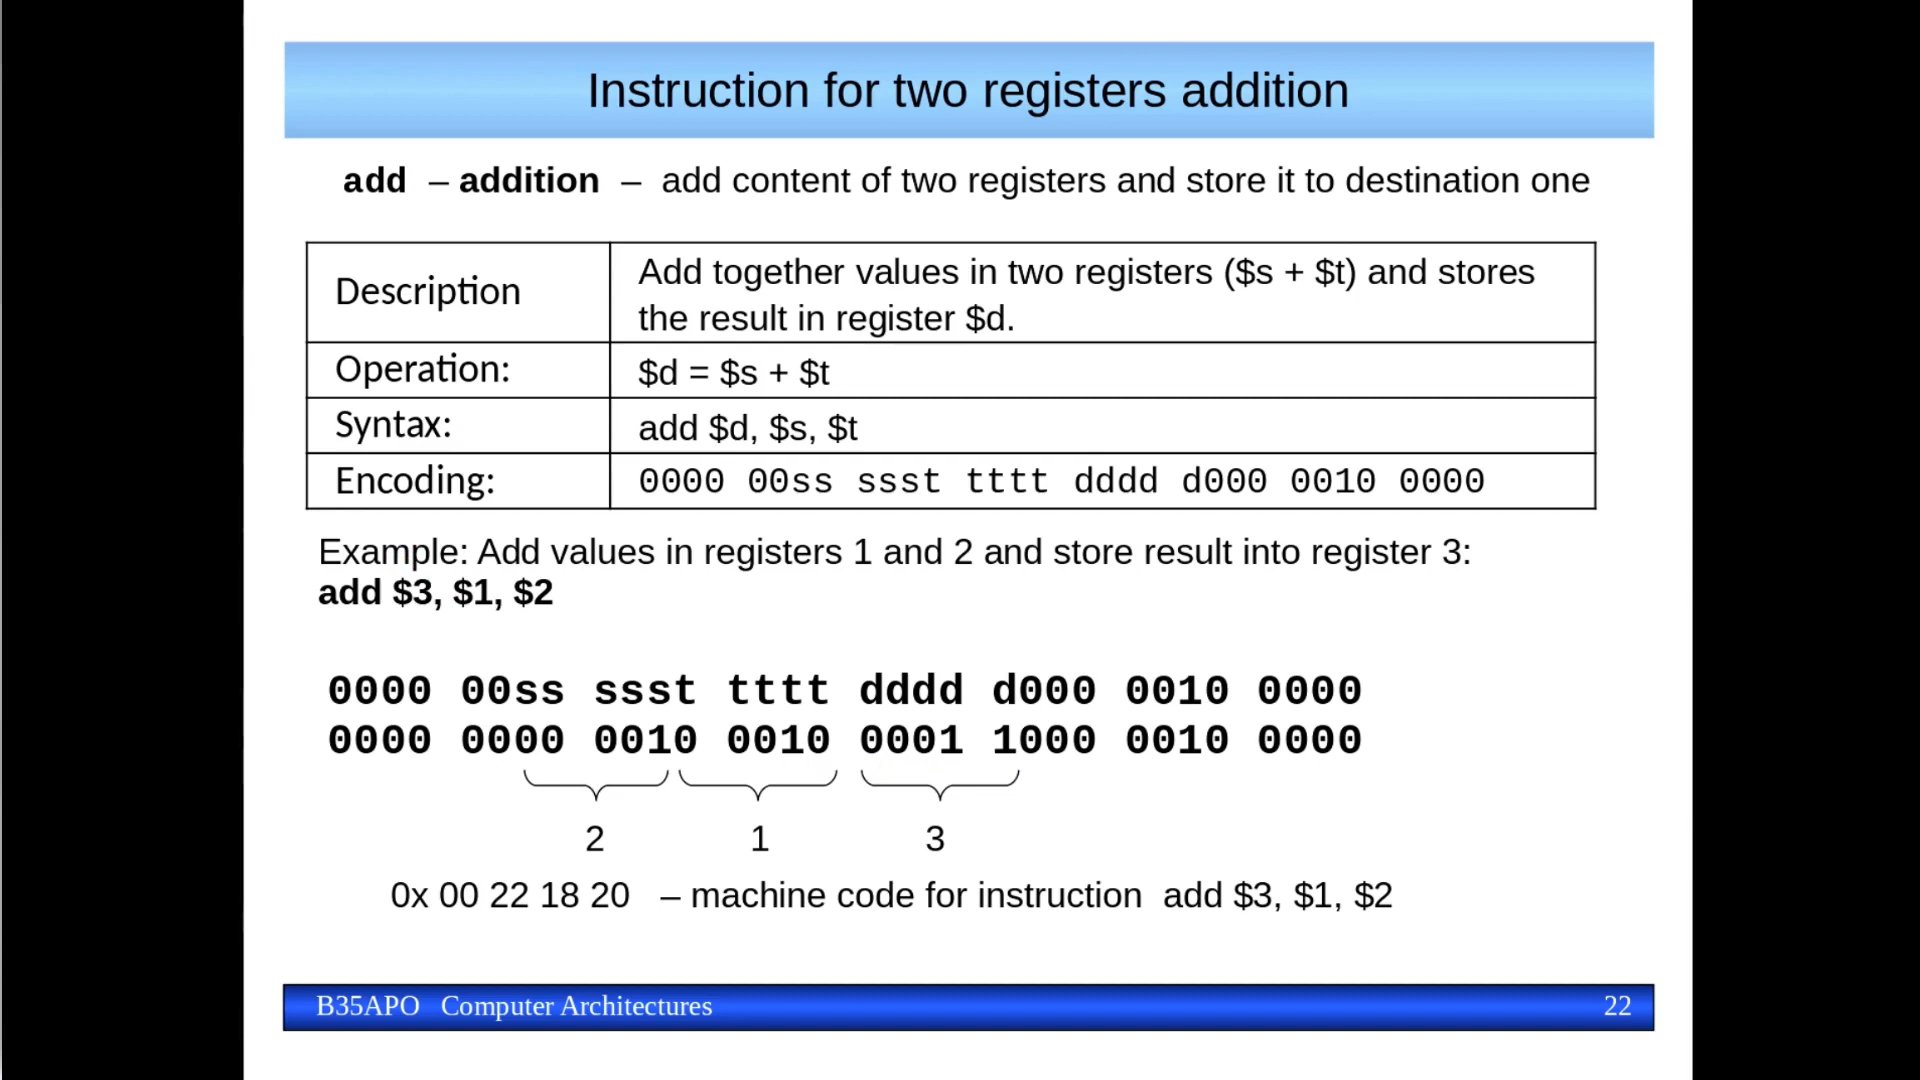 Instruction for two registers addition
add – addition – add content of two registers and store it to destination one
Description
Add together values in two registers ($s + $t) and stores
the result in register $d.
Operation:
$d = $s + $t
Syntax:
add $d, $s, $t
Encoding:
0000 00ss ssst tttt dddd d000 0010 0000
Example: Add values in registers 1 and 2 and store result into register 3:
add $3, $1, $2
0000 00ss ssst tttt dddd d000 0010 0000
0000 0000 0010 0010 0001 1000 0010 0000
2 1 3
0x 00 22 18 20 – machine code for instruction add $3, $1, $2
B35APO Computer Architectures 22